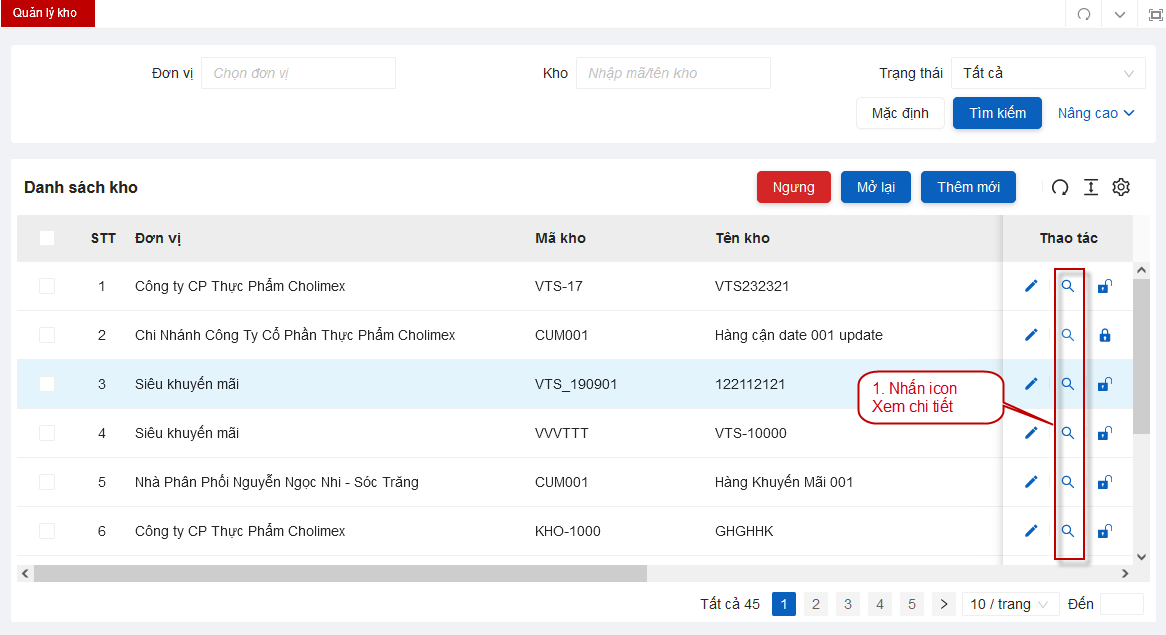 Quản lý kho
Đơn vị Chọn đơn vị Kho Nhập mã/tên kho Trạng thái Tất cả
Mặc định Tìm kiếm Nâng cao
Danh sách kho Ngưng Mở lại Thêm mới
STT Đơn vị Mã kho Tên kho Thao tác
1 Công ty CP Thực Phẩm Cholimex VTS-17 VTS232321
2 Chi Nhánh Công Ty Cổ Phần Thực Phẩm Cholimex CUM001 Hàng cận date 001 update
3 Siêu khuyến mãi VTS_190901 122112121
1. Nhấn icon
Xem chi tiết
4 Siêu khuyến mãi VVVTTT VTS-10000
5 Nhà Phân Phối Nguyễn Ngọc Nhi - Sóc Trăng CUM001 Hàng Khuyến Mãi 001
6 Công ty CP Thực Phẩm Cholimex KHO-1000 GHGHHK
Tất cả 45 1 2 3 4 5 10 / trang Đến